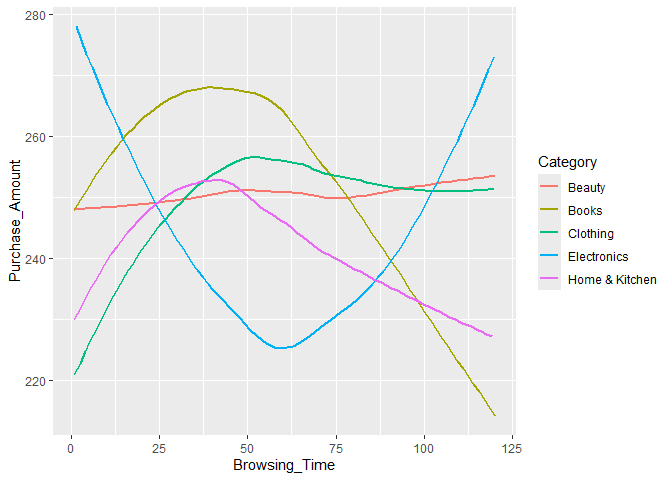 280
260
240
220
Purchase_Amount
0
25
50
75
100
125
Browsing_Time
Category
Beauty
Books
Clothing
Electronics
Home & Kitchen